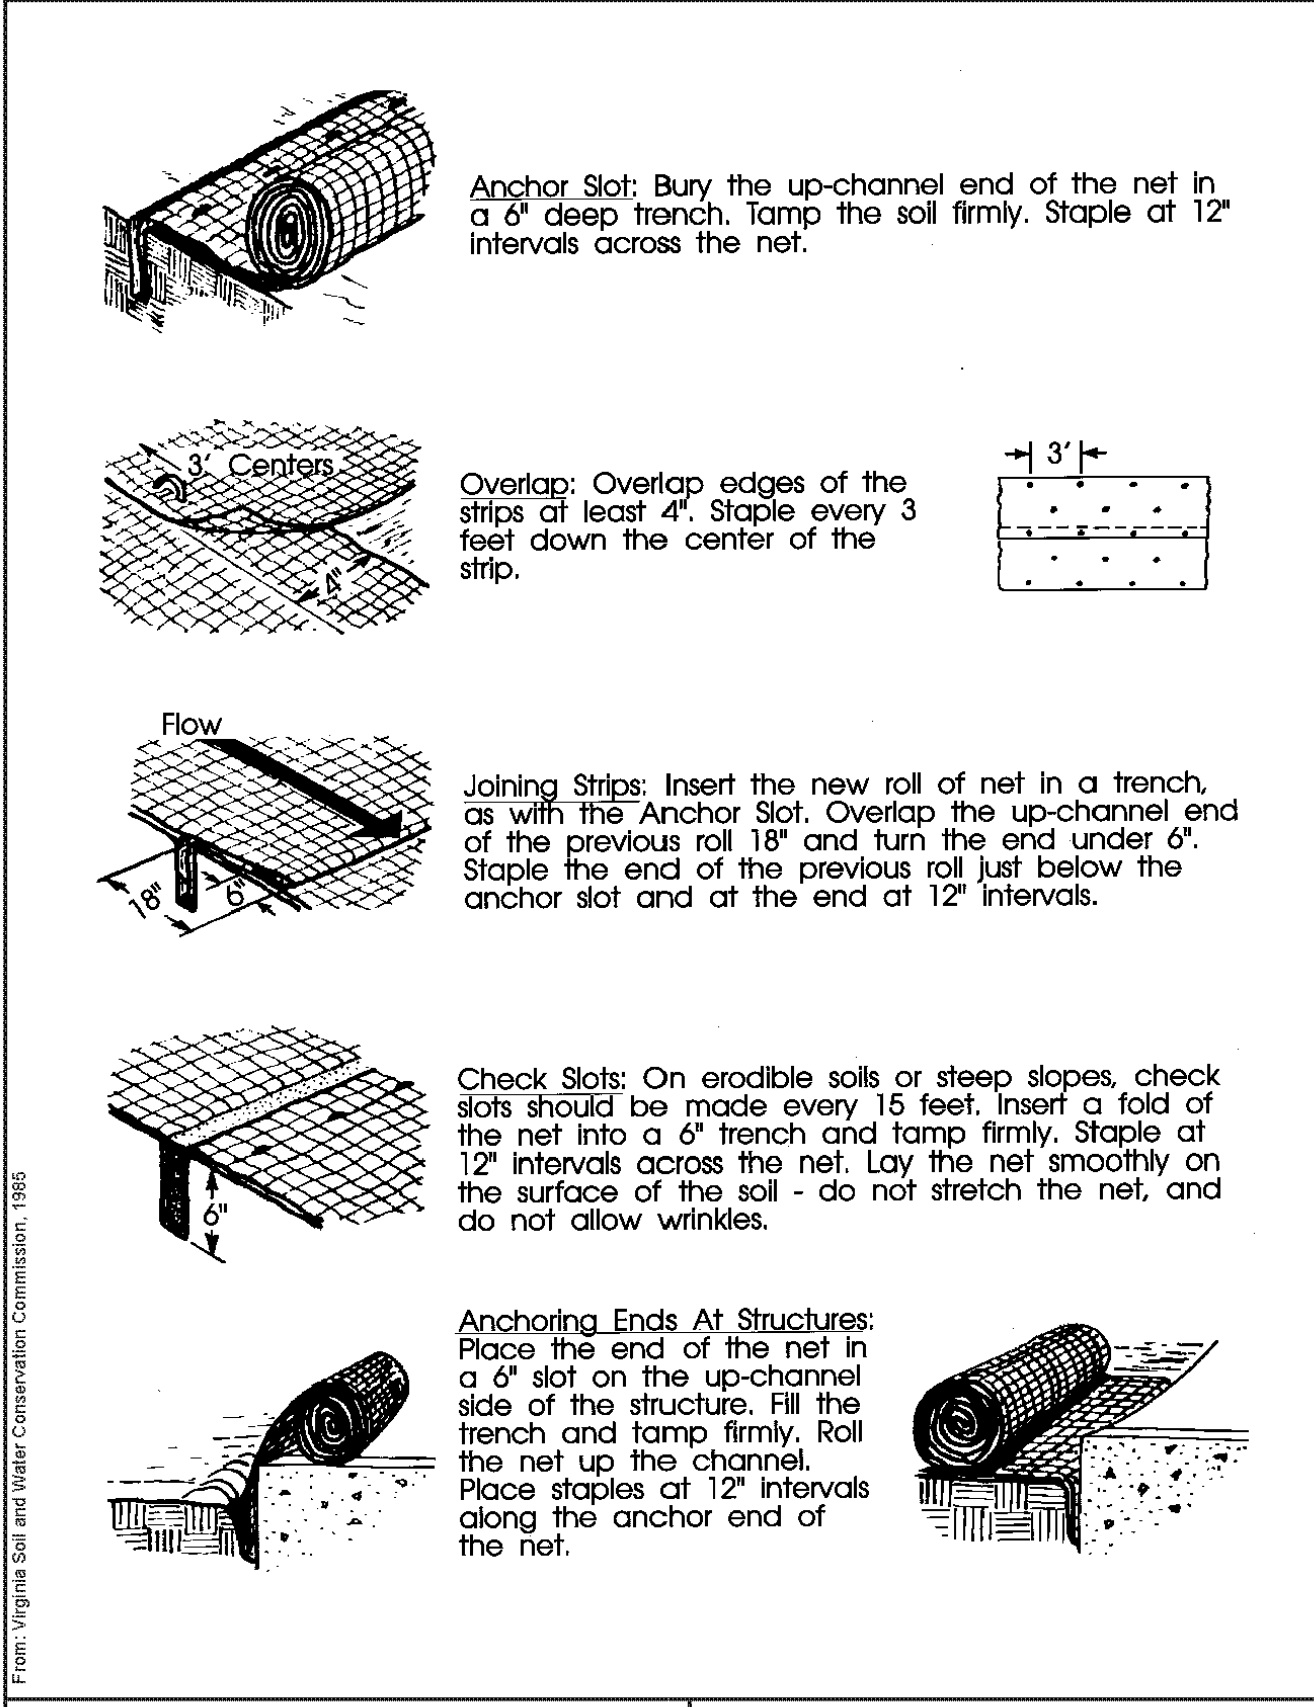 Anchor Slot: Bury the up-channel end of the net in
a 6" deep trench. Tamp the soil firmly. Staple at 12"
intervals across the net.
3' Centers
4"
Overlap: Overlap edges of the
strips at least 4". Staple every 3
feet down the center of the
strip.
3'
Flow
18"
6"
Joining Strips: Insert the new roll of net in a trench,
as with the Anchor Slot. Overlap the up-channel end
of the previous roll 18" and turn the end under 6".
Staple the end of the previous roll just below the
anchor slot and at the end at 12" intervals.
6"
Check Slots: On erodible soils or steep slopes, check
slots should be made every 15 feet. Insert a fold of
the net into a 6" trench and tamp firmly. Staple at
12" intervals across the net. Lay the net smoothly on
the surface of the soil - do not stretch the net, and
do not allow wrinkles.
Anchoring Ends At Structures:
Place the end of the net in
a 6" slot on the up-channel
side of the structure. Fill the
trench and tamp firmly. Roll
the net up the channel.
Place staples at 12" intervals
along the anchor end of
the net.
From: Virginia Soil and Water Conservation Commission, 1985